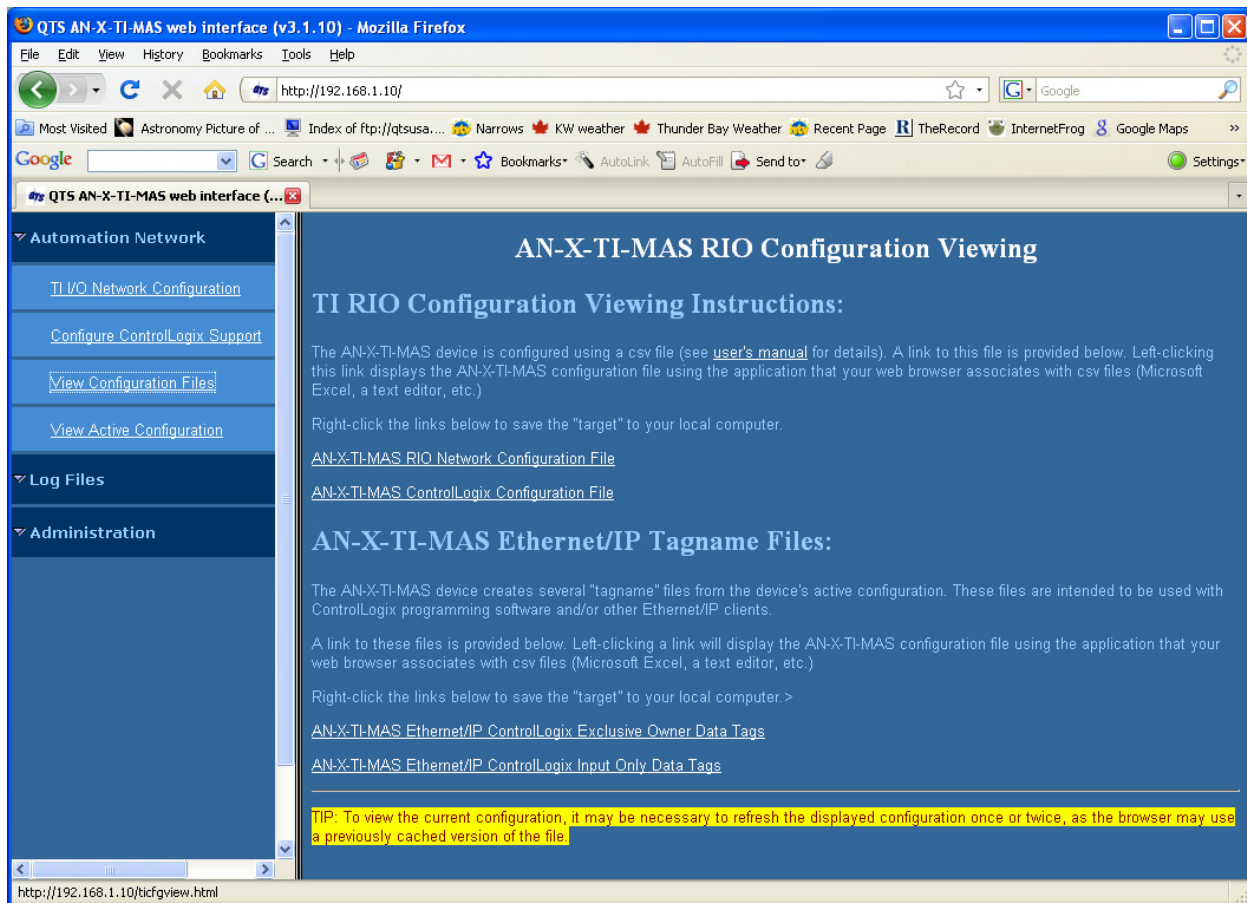 QTS AN-X-TI-MAS web interface (v3.1.10) - Mozilla Firefox
File Edit View History Bookmarks Tools Help
http://192.168.1.10/
Google
Most Visited Astronomy Picture of ... Index of ftp://qtsusa.... Narrows KW weather Thunder Bay Weather Recent Page TheRecord InternetFrog Google Maps »
Google Search Bookmarks AutoLink AutoFill Send to Settings
QTS AN-X-TI-MAS web interface (...
Automation Network
TI I/O Network Configuration
Configure ControlLogix Support
View Configuration Files
View Active Configuration
Log Files
Administration
AN-X-TI-MAS RIO Configuration Viewing
TI RIO Configuration Viewing Instructions:
The AN-X-TI-MAS device is configured using a csv file (see user's manual for details). A link to this file is provided below. Left-clicking
this link displays the AN-X-TI-MAS configuration file using the application that your web browser associates with csv files (Microsoft
Excel, a text editor, etc.)
Right-click the links below to save the "target" to your local computer.
AN-X-TI-MAS RIO Network Configuration File
AN-X-TI-MAS ControlLogix Configuration File
AN-X-TI-MAS Ethernet/IP Tagname Files:
The AN-X-TI-MAS device creates several "tagname" files from the device's active configuration. These files are intended to be used with
ControlLogix programming software and/or other Ethernet/IP clients.
A link to these files is provided below. Left-clicking a link will display the AN-X-TI-MAS configuration file using the application that your
web browser associates with csv files (Microsoft Excel, a text editor, etc.)
Right-click the links below to save the "target" to your local computer.>
AN-X-TI-MAS Ethernet/IP ControlLogix Exclusive Owner Data Tags
AN-X-TI-MAS Ethernet/IP ControlLogix Input Only Data Tags
TIP: To view the current configuration, it may be necessary to refresh the displayed configuration once or twice, as the browser may use
a previously cached version of the file.
http://192.168.1.10/ticfgview.html